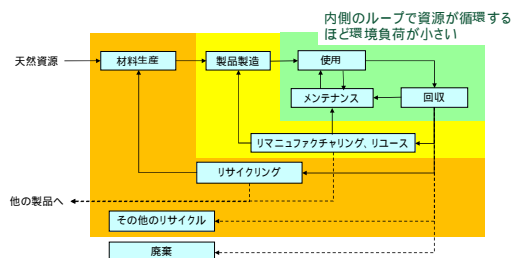 内側のループで資源が循環する
ほど環境負荷が小さい
天然資源
材料生産
製品製造
使用
メンテナンス
回収
リマニュファクチャリング、リユース
リサイクリング
他の製品へ
その他のリサイクル
廃棄